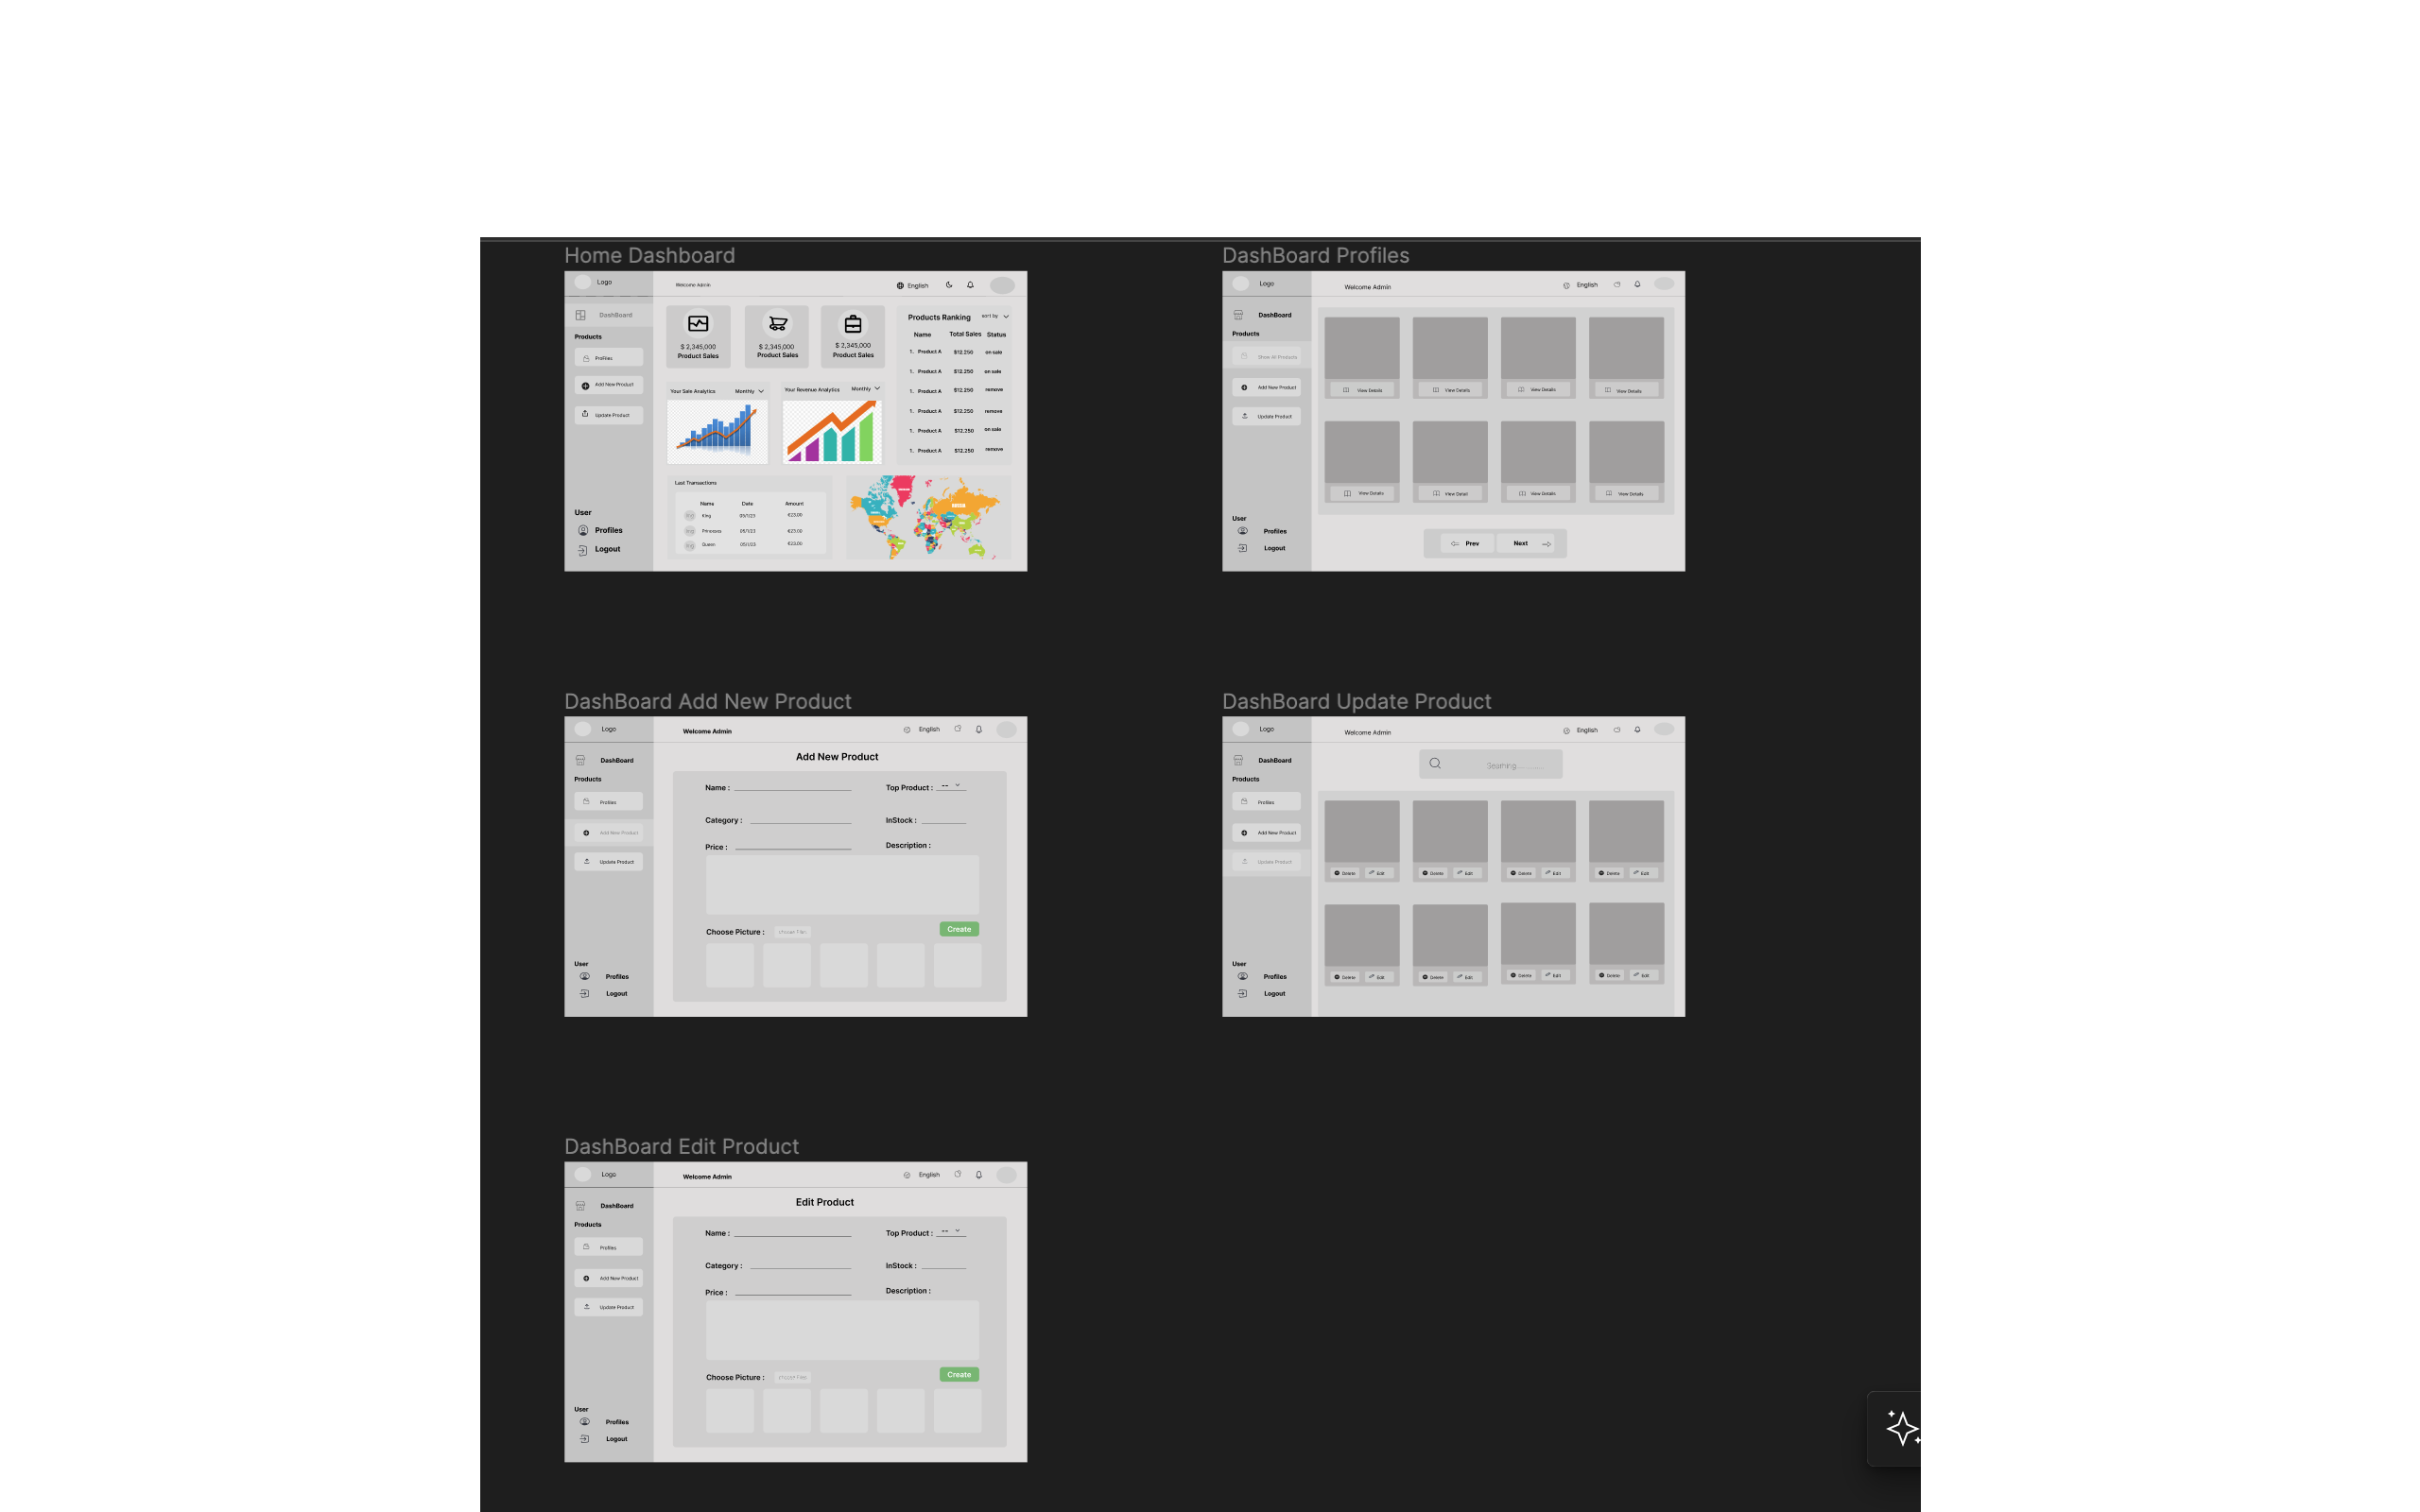 Home Dashboard
Logo
Welcome Admin
English
DashBoard
Products
Profiles
Add New Product
Update Product
User
Profiles
Logout
$ 2,345,000
Product Sales
$ 2,345,000
Product Sales
$ 2,345,000
Product Sales
Your Sale Analytics Monthly
Your Revenue Analytics Monthly
Products Ranking sort by
Name Total Sales Status
1. Product A $12.250 on sale
1. Product A $12.250 on sale
1. Product A $12.250 remove
1. Product A $12.250 remove
1. Product A $12.250 on sale
1. Product A $12.250 remove
Last Transactions
Name Date Amount
King 05/1/23 €23,00
Princess 05/1/23 €23,00
Queen 05/1/23 €23,00
DashBoard Profiles
Logo
Welcome Admin
English
DashBoard
Products
Show All Products
Add New Product
Update Product
User
Profiles
Logout
View Details
View Details
View Details
View Details
View Details
View Detail
View Details
View Details
Prev Next
DashBoard Add New Product
Logo
Welcome Admin
English
DashBoard
Products
Profiles
Add New Product
Update Product
User
Profiles
Logout
Add New Product
Name : Top Product : --
Category : InStock :
Price : Description :
Choose Picture :
Create
DashBoard Update Product
Logo
Welcome Admin
English
DashBoard
Products
Profiles
Add New Product
Update Product
User
Profiles
Logout
Delete Edit
Delete Edit
Delete Edit
Delete Edit
Delete Edit
Delete Edit
Delete Edit
Delete Edit
DashBoard Edit Product
Logo
Welcome Admin
English
DashBoard
Products
Profiles
Add New Product
Update Product
User
Profiles
Logout
Edit Product
Name : Top Product : --
Category : InStock :
Price : Description :
Choose Picture :
Create